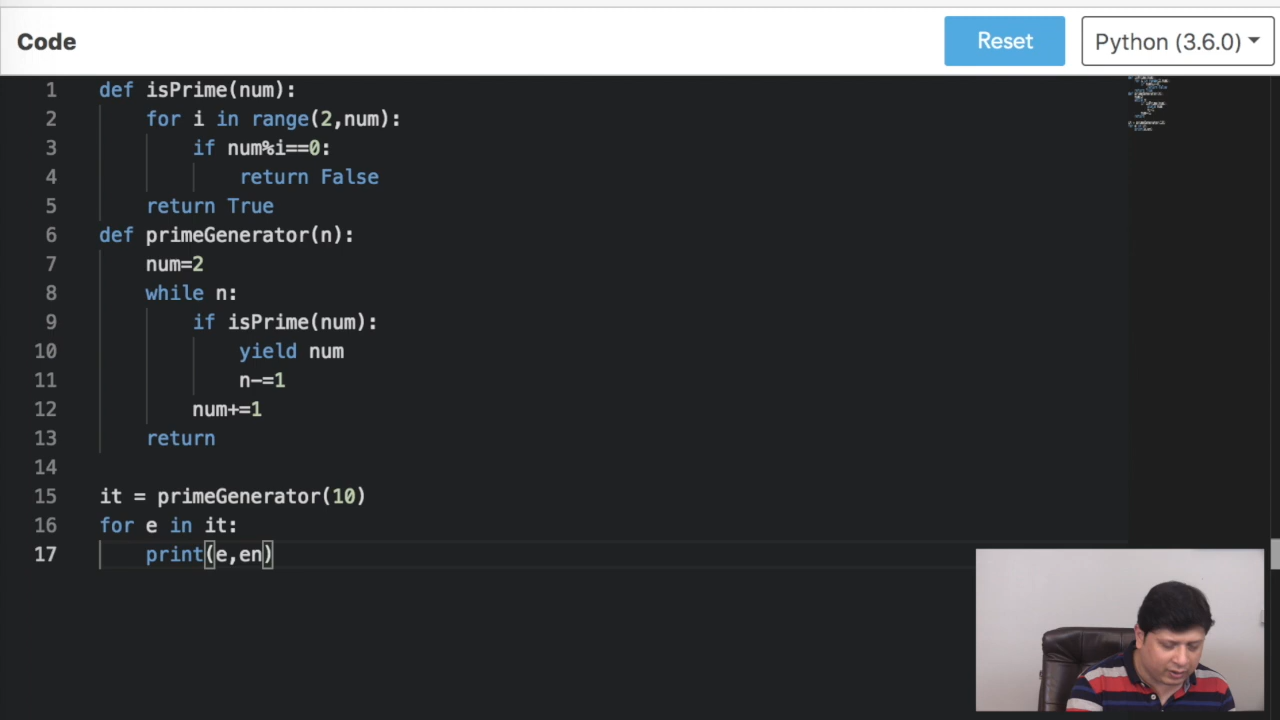 Code
Reset
Python (3.6.0)
1 def isPrime(num):
2     for i in range(2,num):
3         if num%i==0:
4             return False
5     return True
6 def primeGenerator(n):
7     num=2
8     while n:
9         if isPrime(num):
10             yield num
11             n-=1
12         num+=1
13     return
14
15 it = primeGenerator(10)
16 for e in it:
17     print(e,en)